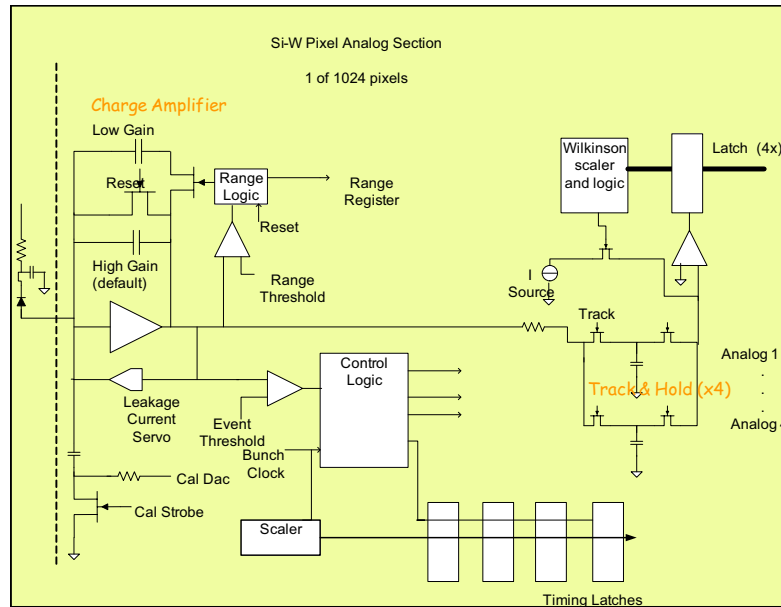 Si-W Pixel Analog Section
1 of 1024 pixels
Charge Amplifier
Low Gain
Reset
Range
Logic
Range
Register
Reset
High Gain
(default)
Range
Threshold
Wilkinson
scaler
and logic
Latch (4x)
I
Source
Track
Track & Hold (x4)
Analog 1
.
.
.
Analog 4
Leakage
Current
Servo
Event
Threshold
Control
Logic
Bunch
Clock
Cal Dac
Cal Strobe
Scaler
Timing Latches